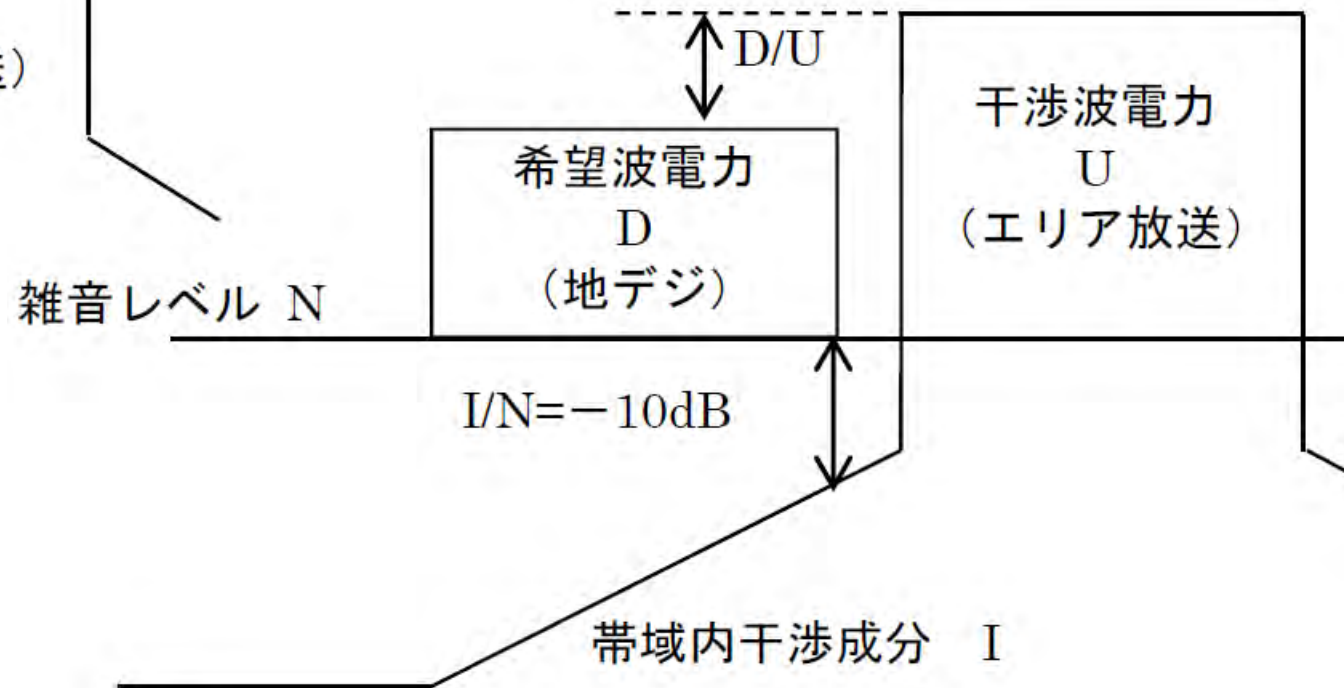 D/U
干渉波電力
U
（エリア放送）
希望波電力
D
（地デジ）
雑音レベル N
I/N=－10dB
帯域内干渉成分 I